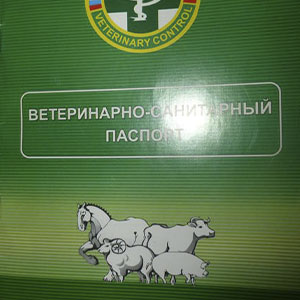 VETERINARY CONTROL
ВЕТЕРИНАРНО-САНИТАРНЫЙ
ПАСПОРТ